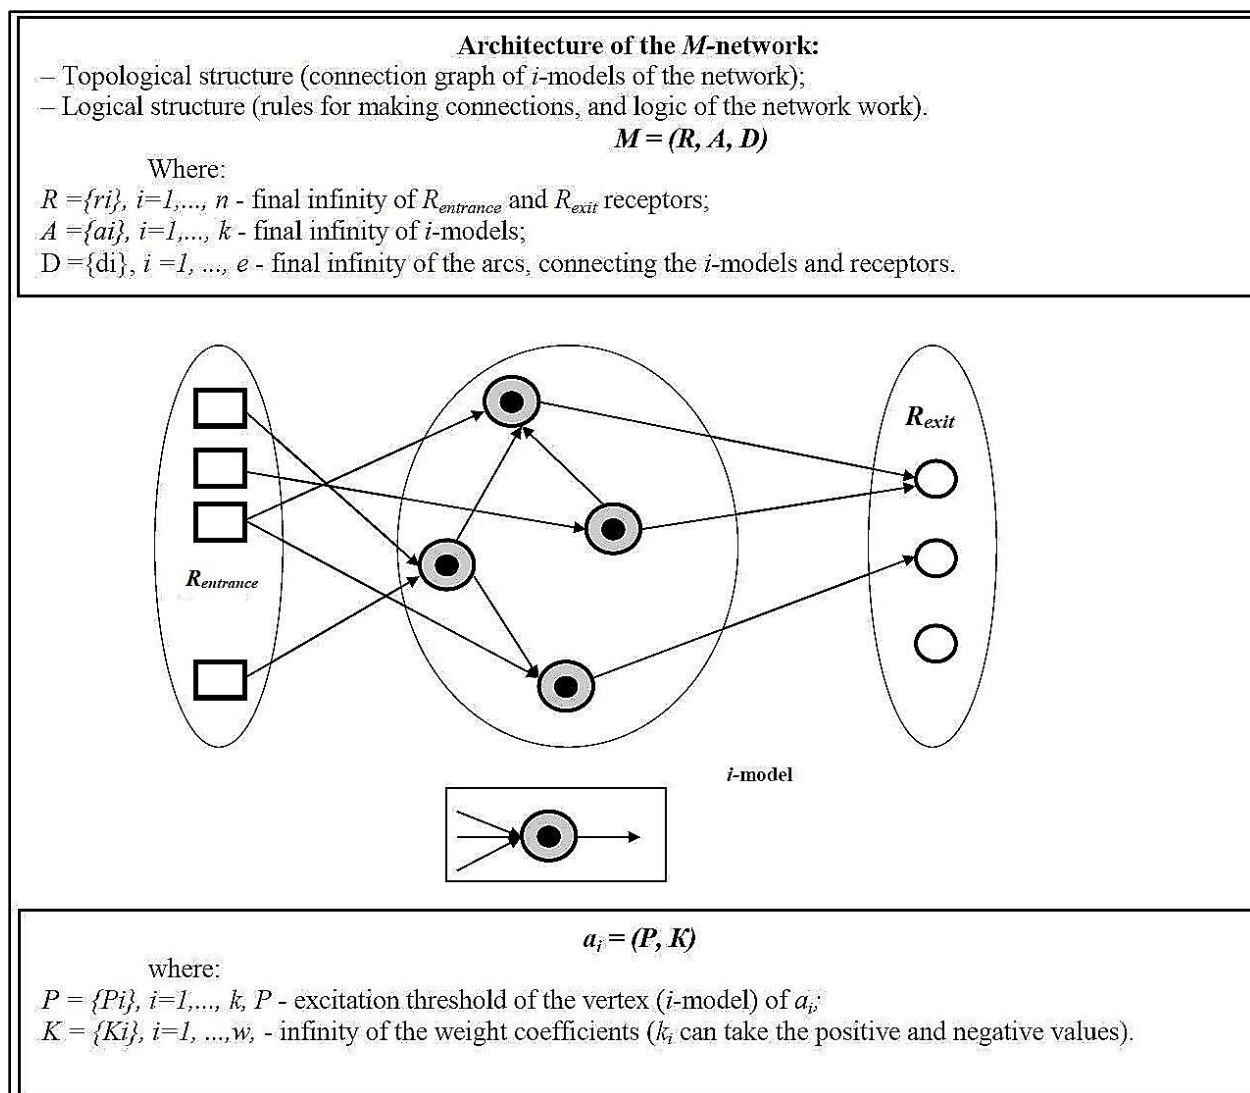 Architecture of the M-network:
– Topological structure (connection graph of i-models of the network);
– Logical structure (rules for making connections, and logic of the network work).
M = (R, A, D)
Where:
R ={ri}, i=1,..., n - final infinity of Rentrance and Rexit receptors;
A ={ai}, i=1,..., k - final infinity of i-models;
D ={di}, i =1, ..., e - final infinity of the arcs, connecting the i-models and receptors.
Rexit
Rentrance
i-model
ai = (P, K)
where:
P = {Pi}, i=1,..., k, P - excitation threshold of the vertex (i-model) of ai;
K = {Ki}, i=1, ...,w, - infinity of the weight coefficients (ki can take the positive and negative values).